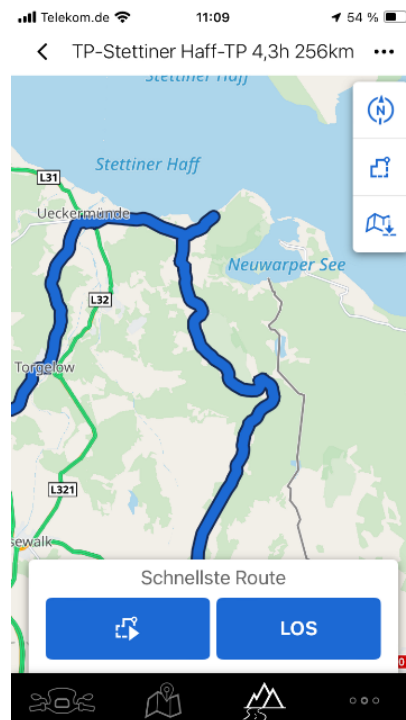 Telekom.de 11:09 54 %
TP-Stettiner Haff-TP 4,3h 256km
Stettiner Haff
N
Stettiner Haff
L31
Ueckermünde
Neuwarper See
L32
Torgelow
L321
sewalk
Schnellste Route
LOS
0